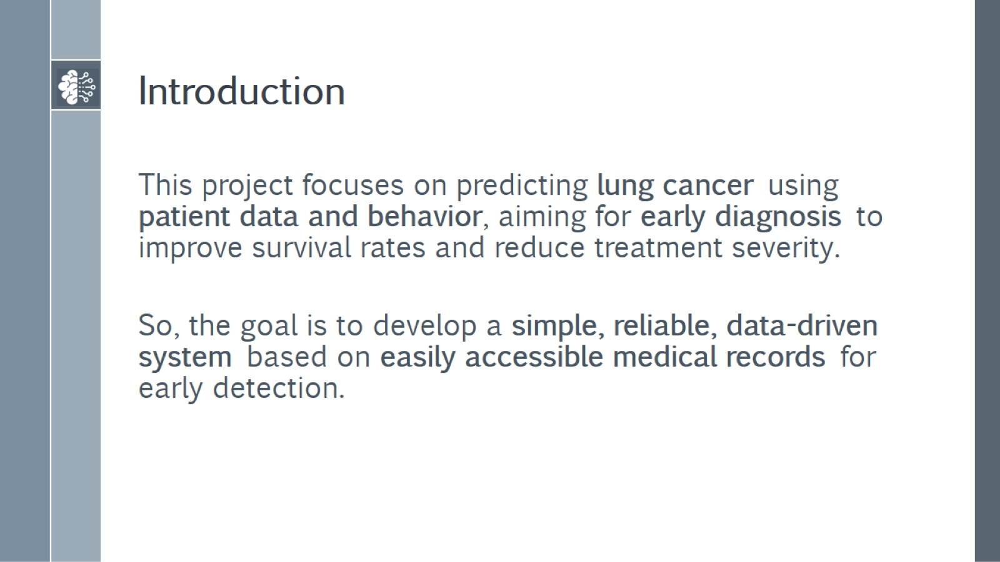 Introduction
This project focuses on predicting lung cancer using
patient data and behavior, aiming for early diagnosis to
improve survival rates and reduce treatment severity.
So, the goal is to develop a simple, reliable, data-driven
system based on easily accessible medical records for
early detection.